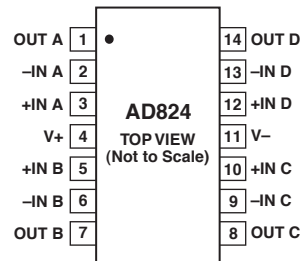 OUT A 1 14 OUT D
–IN A 2 13 –IN D
+IN A 3 12 +IN D
AD824
V+ 4 TOP VIEW 11 V–
(Not to Scale)
+IN B 5 10 +IN C
–IN B 6 9 –IN C
OUT B 7 8 OUT C